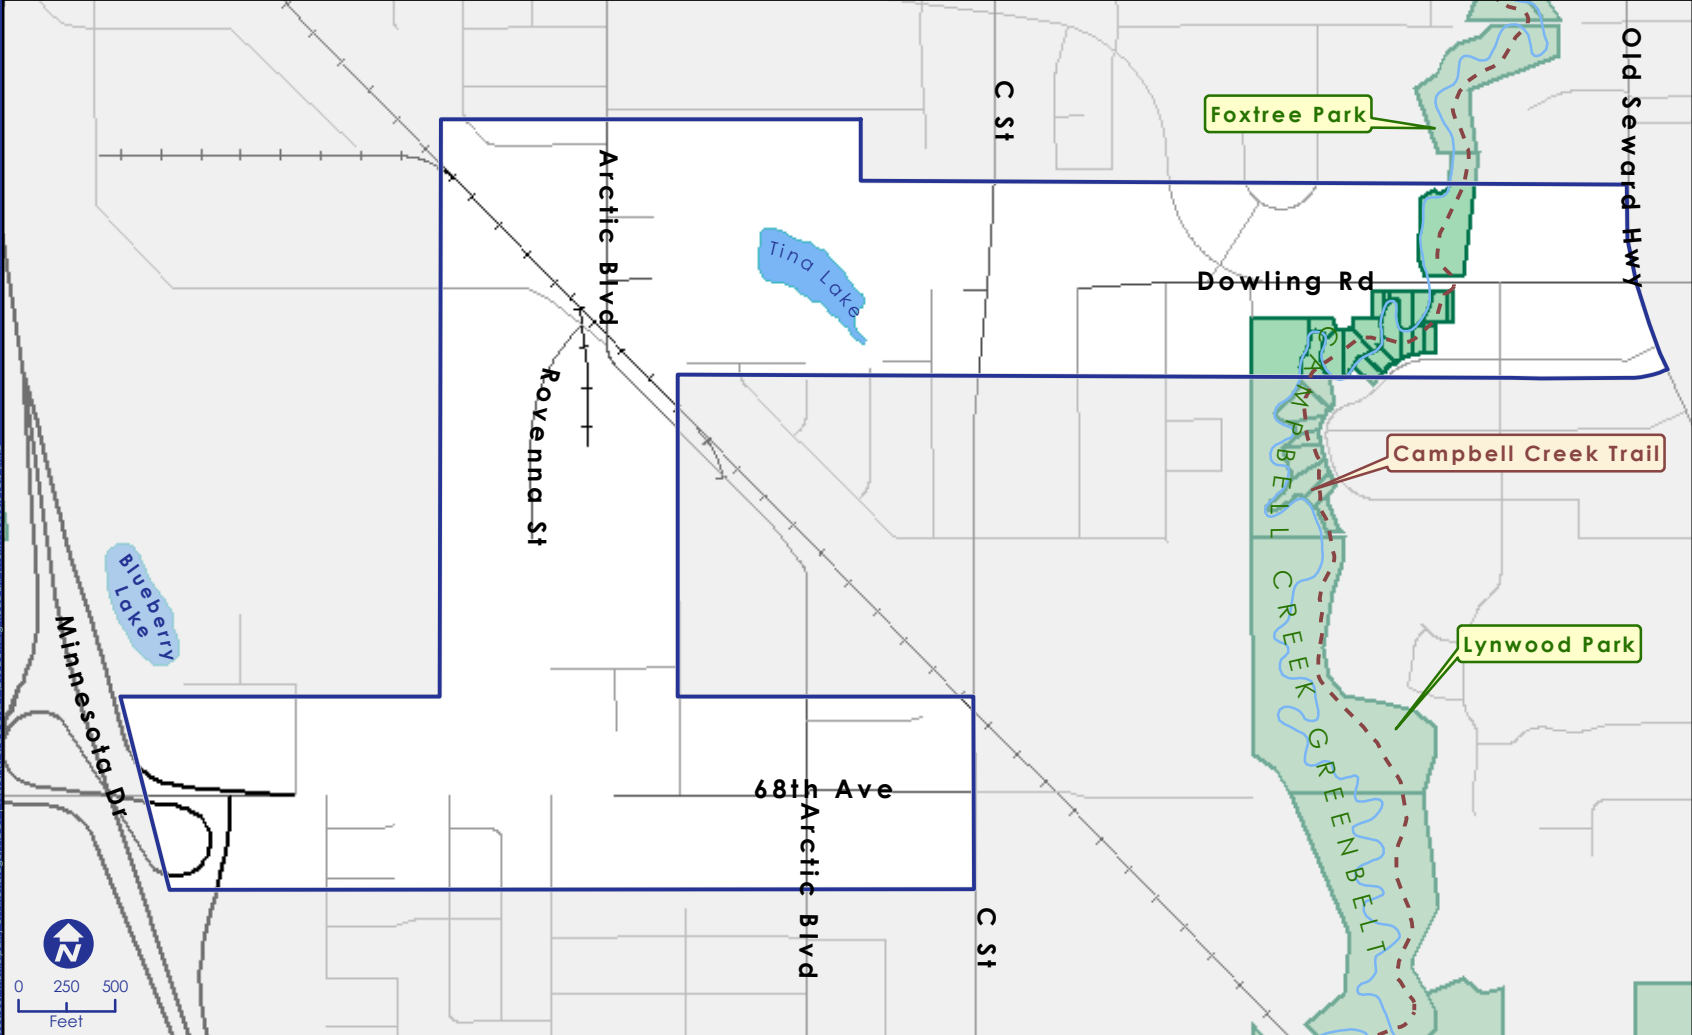 Old Seward Hwy
C St
Foxtree Park
Arctic Blvd
Tina Lake
Dowling Rd
Rovenna St
CAMPBELL CREEK GREENBELT
Campbell Creek Trail
Blueberry
Lake
Minnesota Dr
Lynwood Park
68th Ave
Arctic Blvd
C St
N
0 250 500
Feet